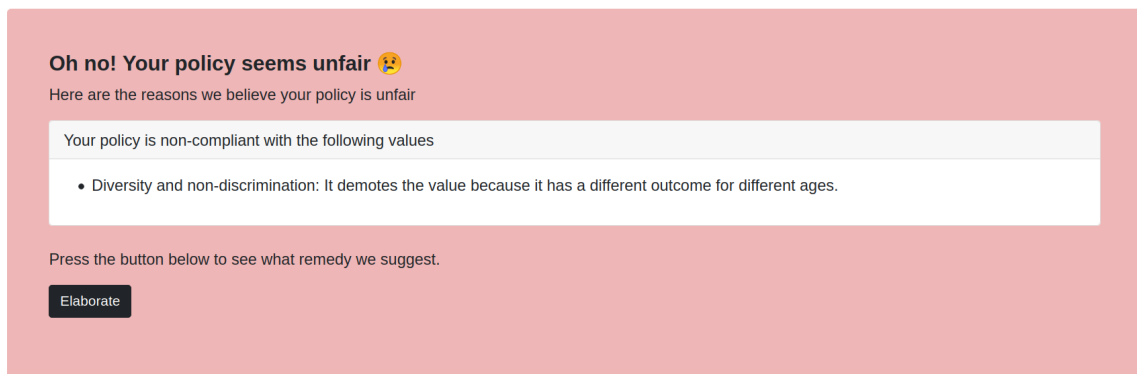 Oh no! Your policy seems unfair 😢
Here are the reasons we believe your policy is unfair
Your policy is non-compliant with the following values
• Diversity and non-discrimination: It demotes the value because it has a different outcome for different ages.
Press the button below to see what remedy we suggest.
Elaborate